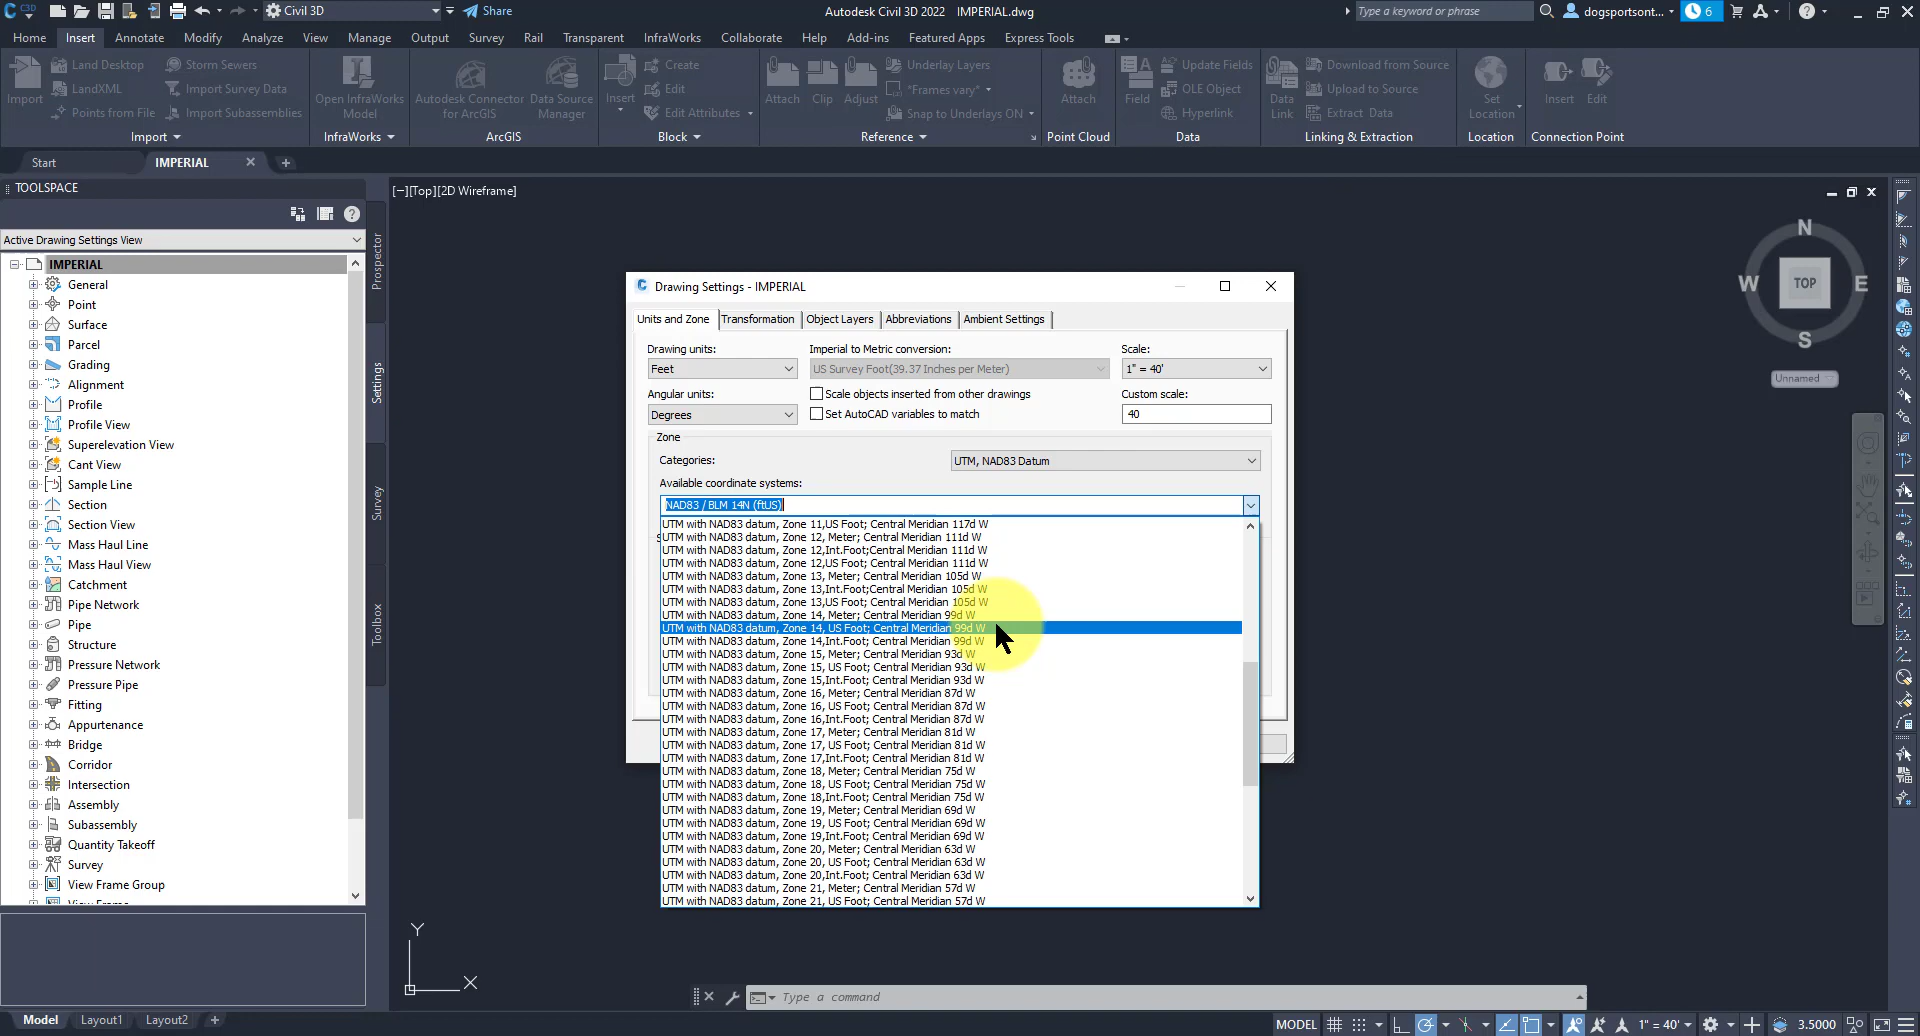 C3D Civil 3D Share Autodesk Civil 3D 2022 IMPERIAL.dwg Type a keyword or phrase dogsportsont... 6
Home Insert Annotate Modify Analyze View Manage Output Survey Rail Transparent InfraWorks Collaborate Help Add-ins Featured Apps Express Tools
Import
Land Desktop
LandXML
Points from File
Storm Sewers
Import Survey Data
Import Subassemblies
Open InfraWorks
Model
Autodesk Connector
for ArcGIS
Data Source
Manager
Insert
Create
Edit
Edit Attributes
Attach Clip Adjust
Underlay Layers
*Frames vary*
Snap to Underlays ON
Attach
Field
Update Fields
OLE Object
Hyperlink
Data
Link
Download from Source
Upload to Source
Extract Data
Set
Location
Insert Edit
Import InfraWorks ArcGIS Block Reference Point Cloud Data Linking & Extraction Location Connection Point
Start IMPERIAL
TOOLSPACE
Active Drawing Settings View
IMPERIAL
General
Point
Surface
Parcel
Grading
Alignment
Profile
Profile View
Superelevation View
Cant View
Sample Line
Section
Section View
Mass Haul Line
Mass Haul View
Catchment
Pipe Network
Pipe
Structure
Pressure Network
Pressure Pipe
Fitting
Appurtenance
Bridge
Corridor
Intersection
Assembly
Subassembly
Quantity Takeoff
Survey
View Frame Group
View Frame
Prospector
Settings
Survey
Toolbox
[−][Top][2D Wireframe]
N
W TOP E
S
Unnamed
Drawing Settings - IMPERIAL
Units and Zone Transformation Object Layers Abbreviations Ambient Settings
Drawing units: Imperial to Metric conversion: Scale:
Feet US Survey Foot(39.37 Inches per Meter) 1" = 40'
Angular units: Scale objects inserted from other drawings Custom scale:
Degrees Set AutoCAD variables to match 40
Zone
Categories: UTM, NAD83 Datum
Available coordinate systems:
NAD83 / BLM 14N (ftUS)
UTM with NAD83 datum, Zone 11,US Foot; Central Meridian 117d W
UTM with NAD83 datum, Zone 12, Meter; Central Meridian 111d W
UTM with NAD83 datum, Zone 12,Int.Foot;Central Meridian 111d W
UTM with NAD83 datum, Zone 12,US Foot; Central Meridian 111d W
UTM with NAD83 datum, Zone 13, Meter; Central Meridian 105d W
UTM with NAD83 datum, Zone 13,Int.Foot;Central Meridian 105d W
UTM with NAD83 datum, Zone 13,US Foot; Central Meridian 105d W
UTM with NAD83 datum, Zone 14, Meter; Central Meridian 99d W
UTM with NAD83 datum, Zone 14, US Foot; Central Meridian 99d W
UTM with NAD83 datum, Zone 14,Int.Foot; Central Meridian 99d W
UTM with NAD83 datum, Zone 15, Meter; Central Meridian 93d W
UTM with NAD83 datum, Zone 15, US Foot; Central Meridian 93d W
UTM with NAD83 datum, Zone 15,Int.Foot; Central Meridian 93d W
UTM with NAD83 datum, Zone 16, Meter; Central Meridian 87d W
UTM with NAD83 datum, Zone 16, US Foot; Central Meridian 87d W
UTM with NAD83 datum, Zone 16,Int.Foot; Central Meridian 87d W
UTM with NAD83 datum, Zone 17, Meter; Central Meridian 81d W
UTM with NAD83 datum, Zone 17, US Foot; Central Meridian 81d W
UTM with NAD83 datum, Zone 17,Int.Foot; Central Meridian 81d W
UTM with NAD83 datum, Zone 18, Meter; Central Meridian 75d W
UTM with NAD83 datum, Zone 18, US Foot; Central Meridian 75d W
UTM with NAD83 datum, Zone 18,Int.Foot; Central Meridian 75d W
UTM with NAD83 datum, Zone 19, Meter; Central Meridian 69d W
UTM with NAD83 datum, Zone 19, US Foot; Central Meridian 69d W
UTM with NAD83 datum, Zone 19,Int.Foot; Central Meridian 69d W
UTM with NAD83 datum, Zone 20, Meter; Central Meridian 63d W
UTM with NAD83 datum, Zone 20, US Foot; Central Meridian 63d W
UTM with NAD83 datum, Zone 20,Int.Foot; Central Meridian 63d W
UTM with NAD83 datum, Zone 21, Meter; Central Meridian 57d W
UTM with NAD83 datum, Zone 21, US Foot; Central Meridian 57d W
Y
X
Type a command
Model Layout1 Layout2
MODEL 1" = 40' 3.5000